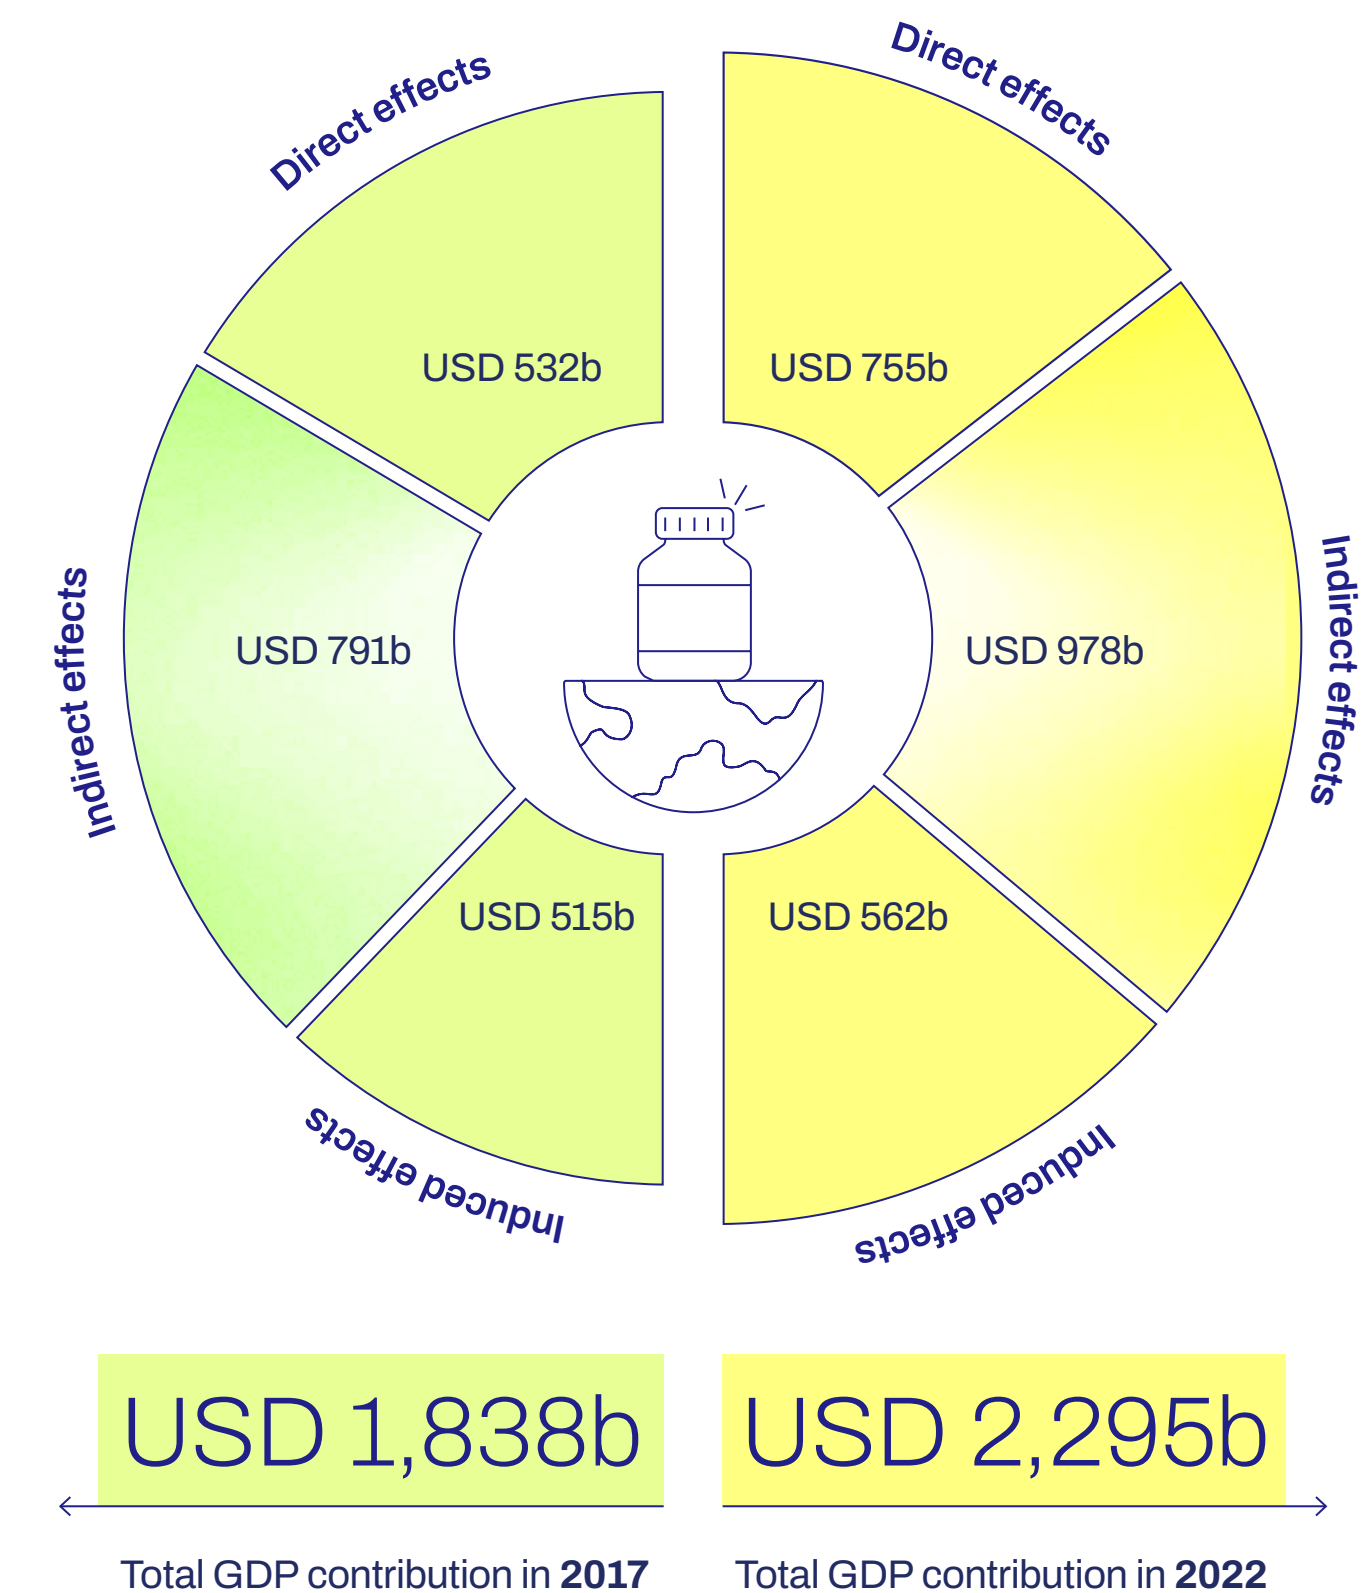 Direct effects
USD 532b
Indirect effects
USD 791b
Induced effects
USD 515b
Direct effects
USD 755b
Indirect effects
USD 978b
Induced effects
USD 562b
USD 1,838b
Total GDP contribution in 2017
USD 2,295b
Total GDP contribution in 2022